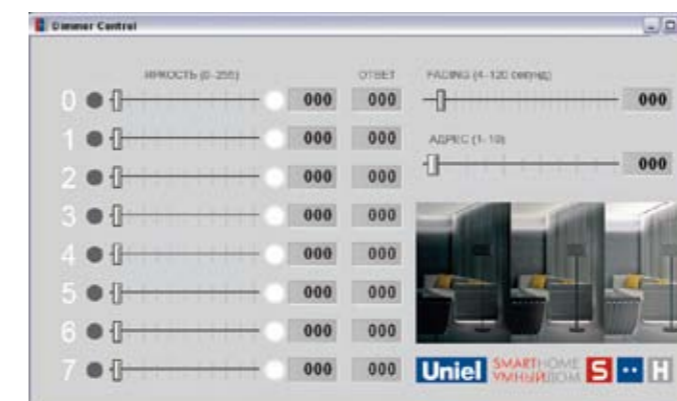 Dimmer Control
ЯРКОСТЬ (0-255) ОТВЕТ
0 000 000
1 000 000
2 000 000
3 000 000
4 000 000
5 000 000
6 000 000
7 000 000
FADING (4-120 секунд)
000
АДРЕС (1-10)
000
Uniel SMARTHOME S ·· H
УМНЫЙДОМ